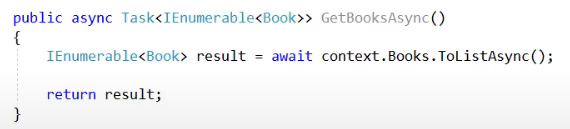 public async Task<IEnumerable<Book>> GetBooksAsync()
{
    IEnumerable<Book> result = await context.Books.ToListAsync();
    return result;
}